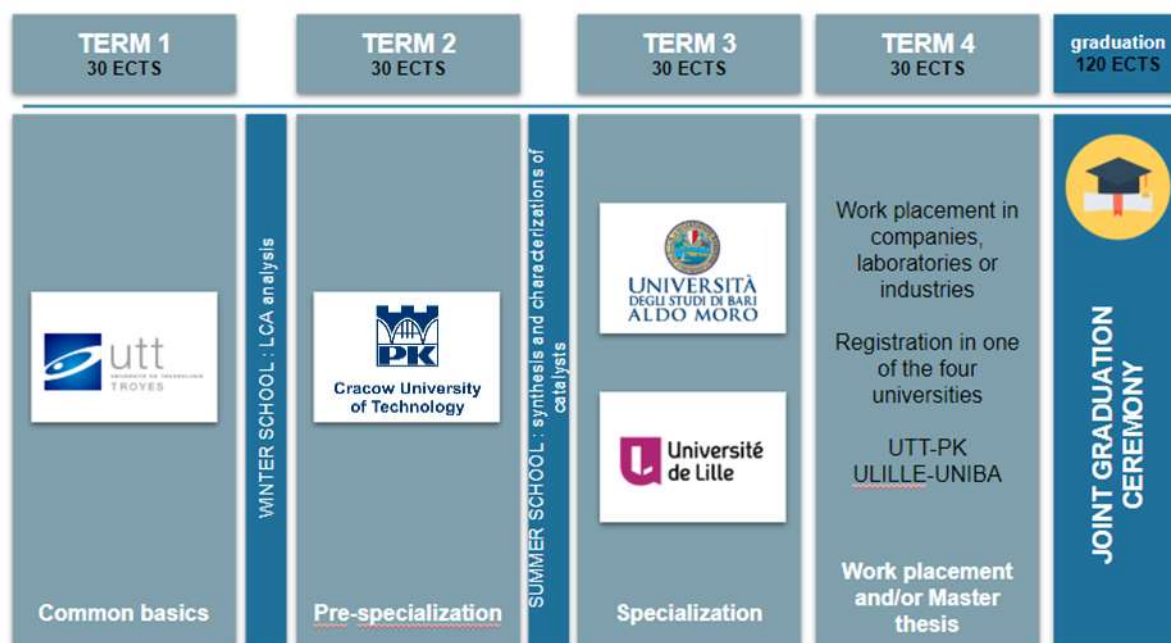 TERM 1
30 ECTS
TERM 2
30 ECTS
TERM 3
30 ECTS
TERM 4
30 ECTS
graduation
120 ECTS
utt
UNIVERSITÉ DE TECHNOLOGIE
TROYES
Common basics
WINTER SCHOOL : LCA analysis
PK
Cracow University
of Technology
Pre-specialization
SUMMER SCHOOL : synthesis and characterizations of
catalysts
UNIVERSITÀ
DEGLI STUDI DI BARI
ALDO MORO
Université
de Lille
Specialization
Work placement in
companies,
laboratories or
industries
Registration in one
of the four
universities
UTT-PK
ULILLE-UNIBA
Work placement
and/or Master
thesis
JOINT GRADUATION
CEREMONY